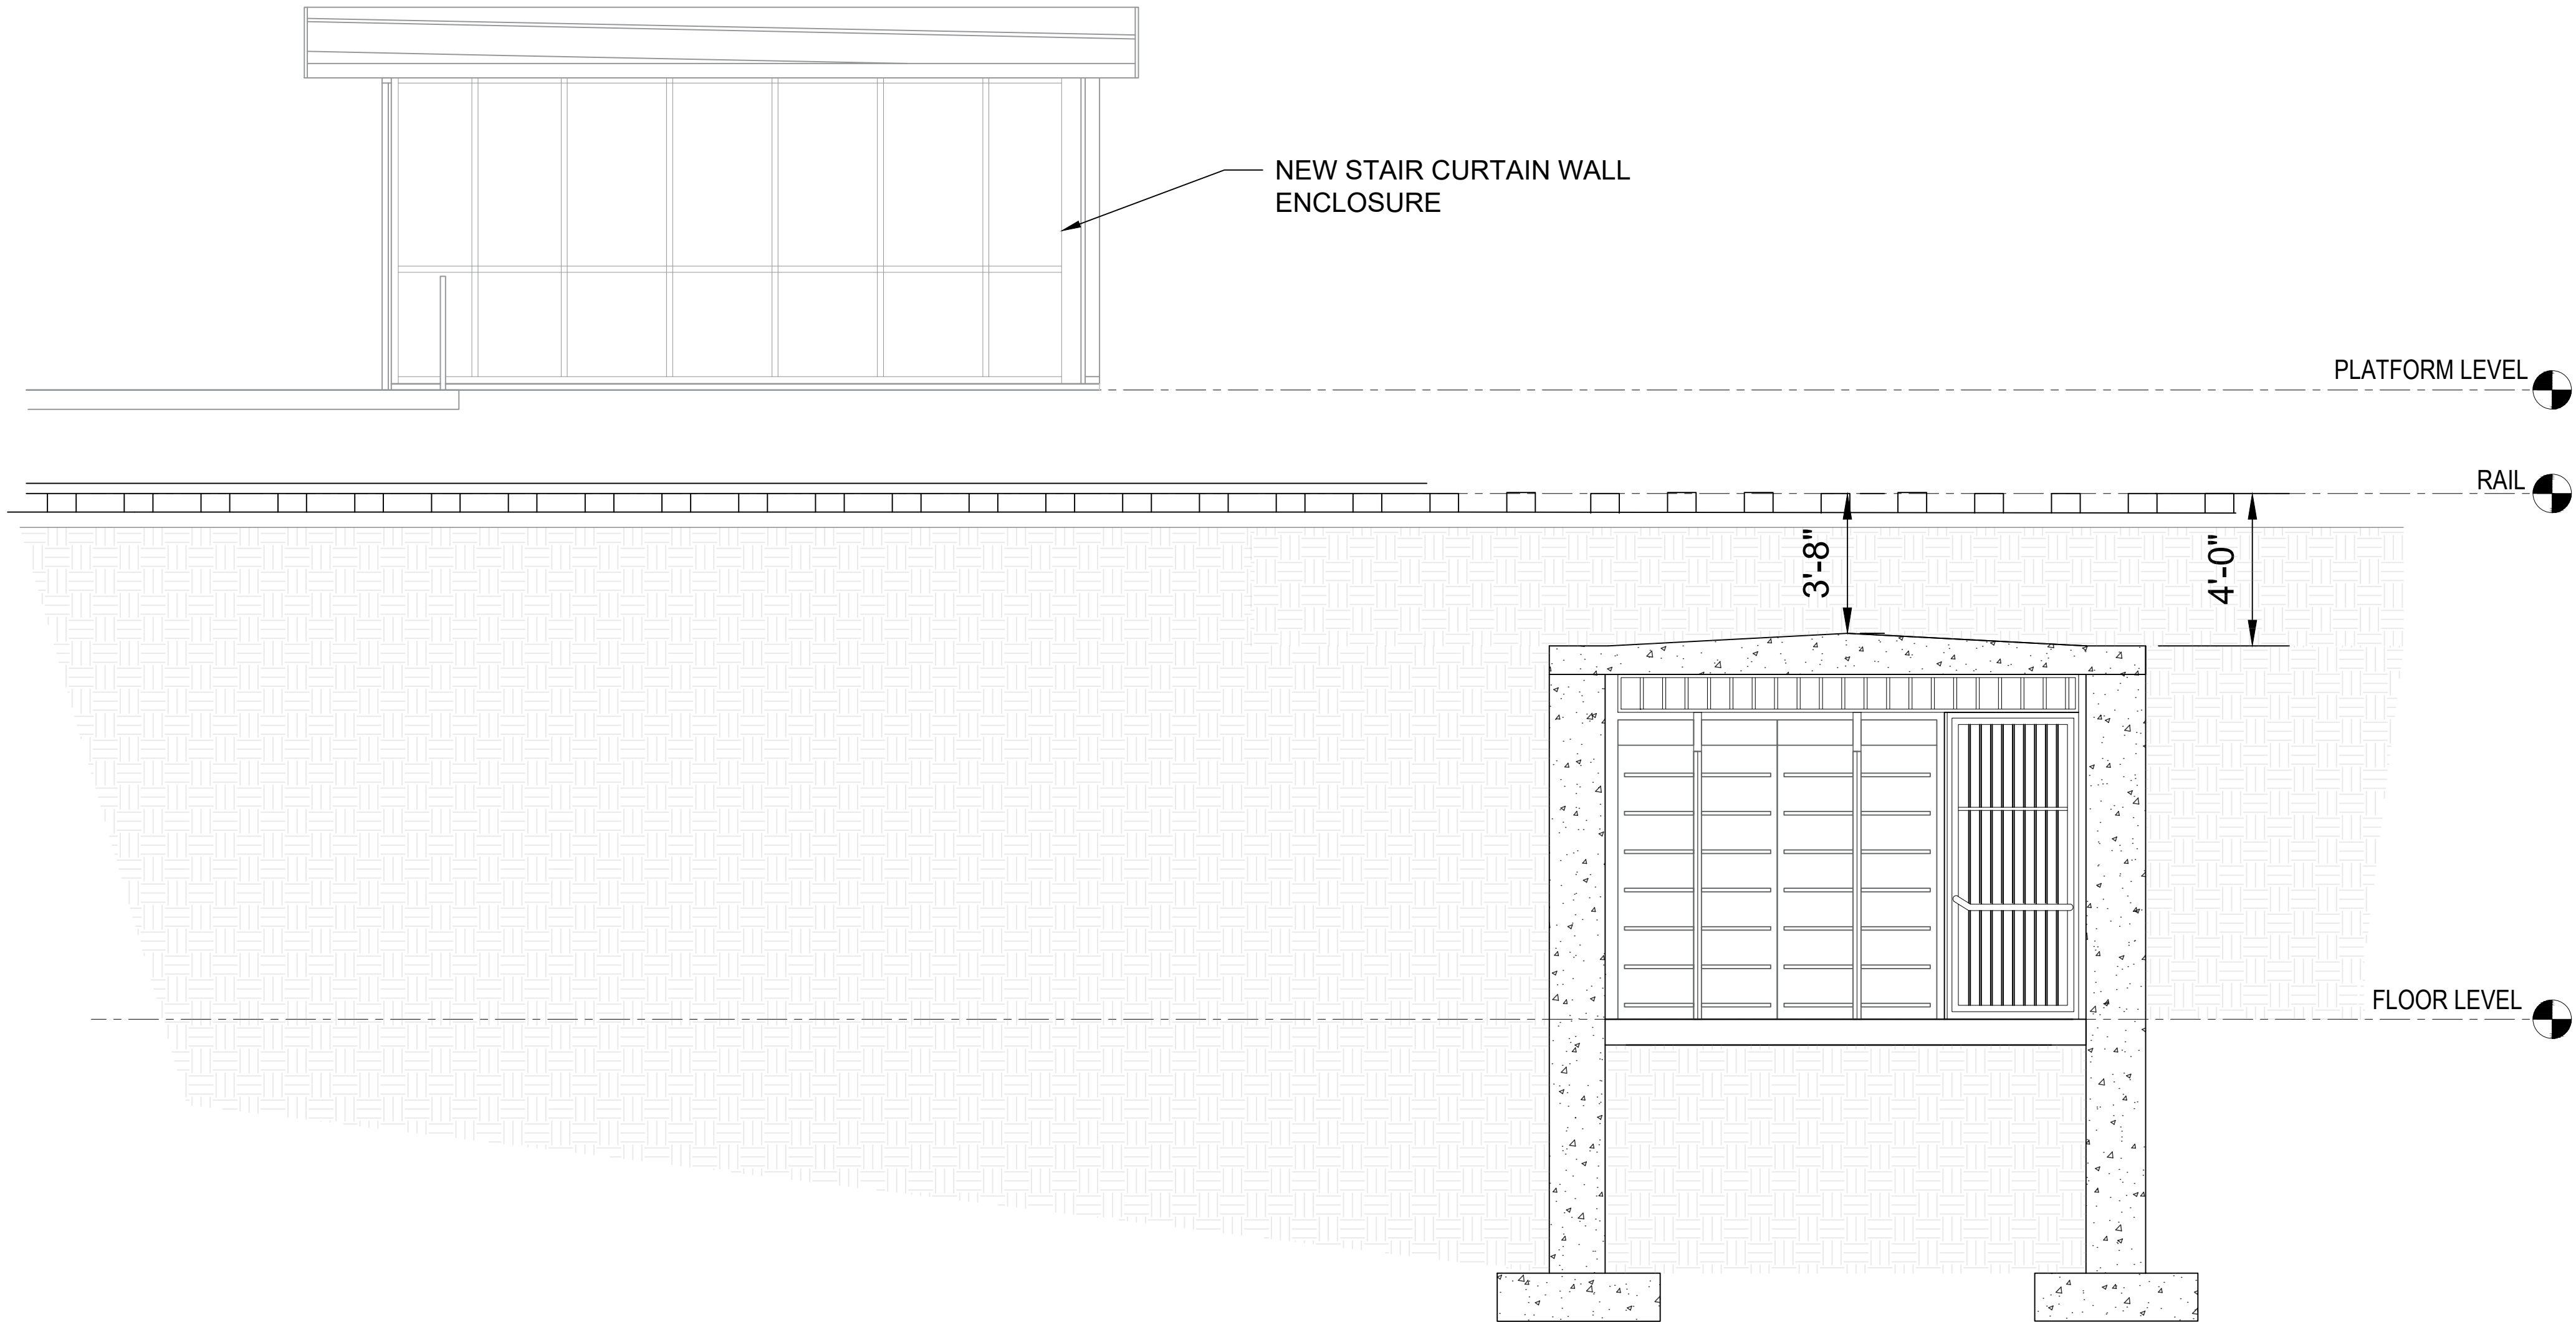 NEW STAIR CURTAIN WALL
ENCLOSURE
PLATFORM LEVEL
RAIL
3'-8"
4'-0"
FLOOR LEVEL